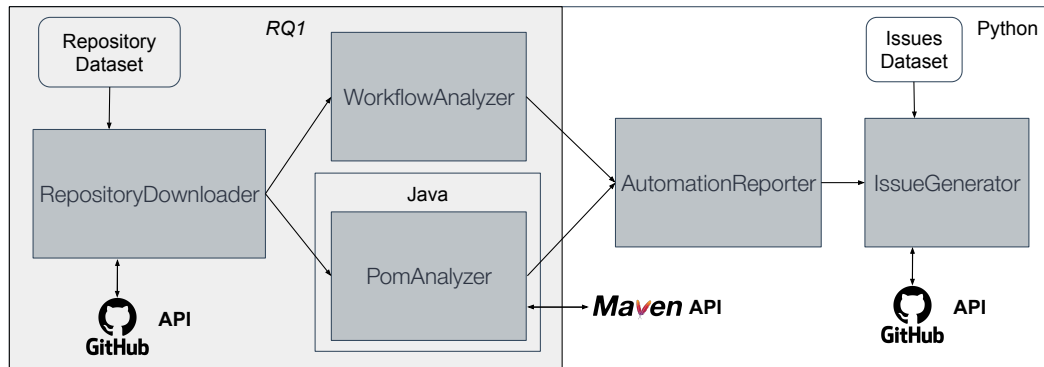 RQ1
Python
Repository
Dataset
Issues
Dataset
WorkflowAnalyzer
RepositoryDownloader
Java
AutomationReporter
IssueGenerator
PomAnalyzer
GitHub
API
Maven API
GitHub
API